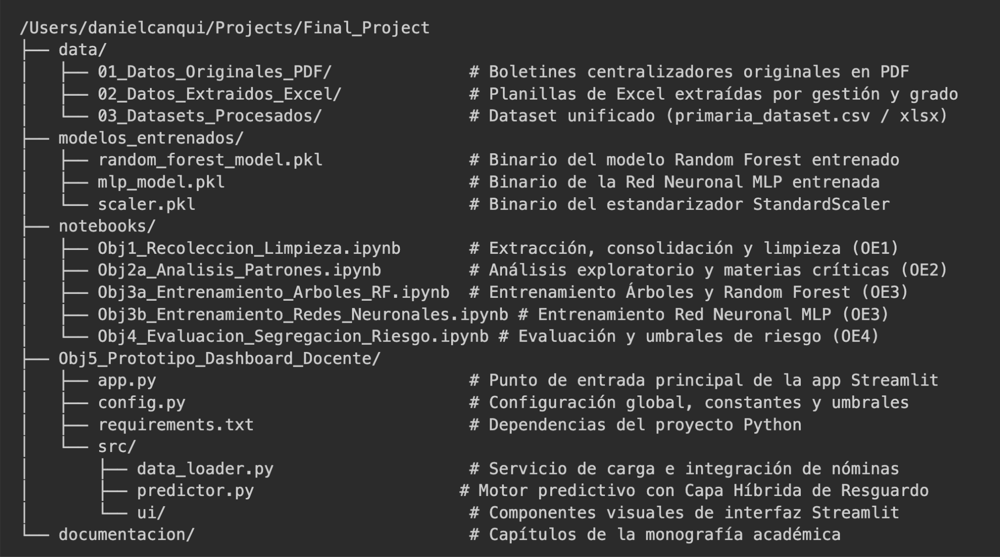 /Users/danielcanqui/Projects/Final_Project
├── data/
│   ├── 01_Datos_Originales_PDF/              # Boletines centralizadores originales en PDF
│   ├── 02_Datos_Extraidos_Excel/             # Planillas de Excel extraídas por gestión y grado
│   └── 03_Datasets_Procesados/               # Dataset unificado (primaria_dataset.csv / xlsx)
├── modelos_entrenados/
│   ├── random_forest_model.pkl               # Binario del modelo Random Forest entrenado
│   ├── mlp_model.pkl                         # Binario de la Red Neuronal MLP entrenada
│   └── scaler.pkl                            # Binario del estandarizador StandardScaler
├── notebooks/
│   ├── Obj1_Recoleccion_Limpieza.ipynb       # Extracción, consolidación y limpieza (OE1)
│   ├── Obj2a_Analisis_Patrones.ipynb         # Análisis exploratorio y materias críticas (OE2)
│   ├── Obj3a_Entrenamiento_Arboles_RF.ipynb  # Entrenamiento Árboles y Random Forest (OE3)
│   ├── Obj3b_Entrenamiento_Redes_Neuronales.ipynb # Entrenamiento Red Neuronal MLP (OE3)
│   └── Obj4_Evaluacion_Segregacion_Riesgo.ipynb # Evaluación y umbrales de riesgo (OE4)
├── Obj5_Prototipo_Dashboard_Docente/
│   ├── app.py                                # Punto de entrada principal de la app Streamlit
│   ├── config.py                             # Configuración global, constantes y umbrales
│   ├── requirements.txt                      # Dependencias del proyecto Python
│   └── src/
│       ├── data_loader.py                    # Servicio de carga e integración de nóminas
│       ├── predictor.py                     # Motor predictivo con Capa Híbrida de Resguardo
│       └── ui/                               # Componentes visuales de interfaz Streamlit
└── documentacion/                            # Capítulos de la monografía académica